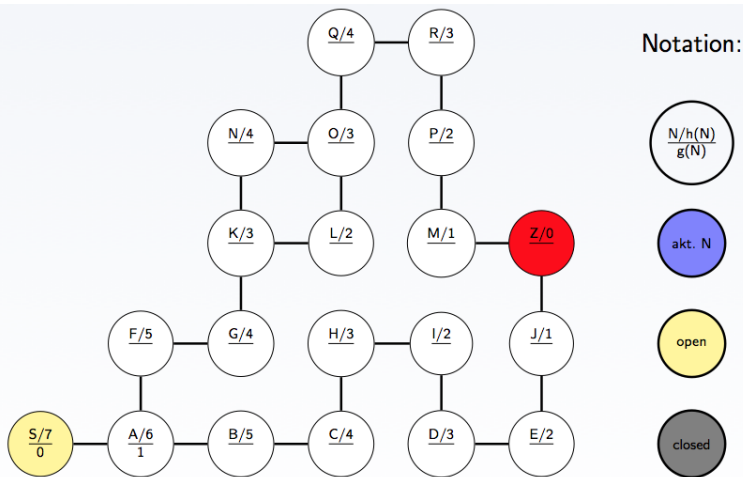 Q/4
R/3
Notation:
N/4
O/3
P/2
N/h(N)
g(N)
K/3
L/2
M/1
Z/0
akt. N
F/5
G/4
H/3
I/2
J/1
open
S/7
0
A/6
1
B/5
C/4
D/3
E/2
closed